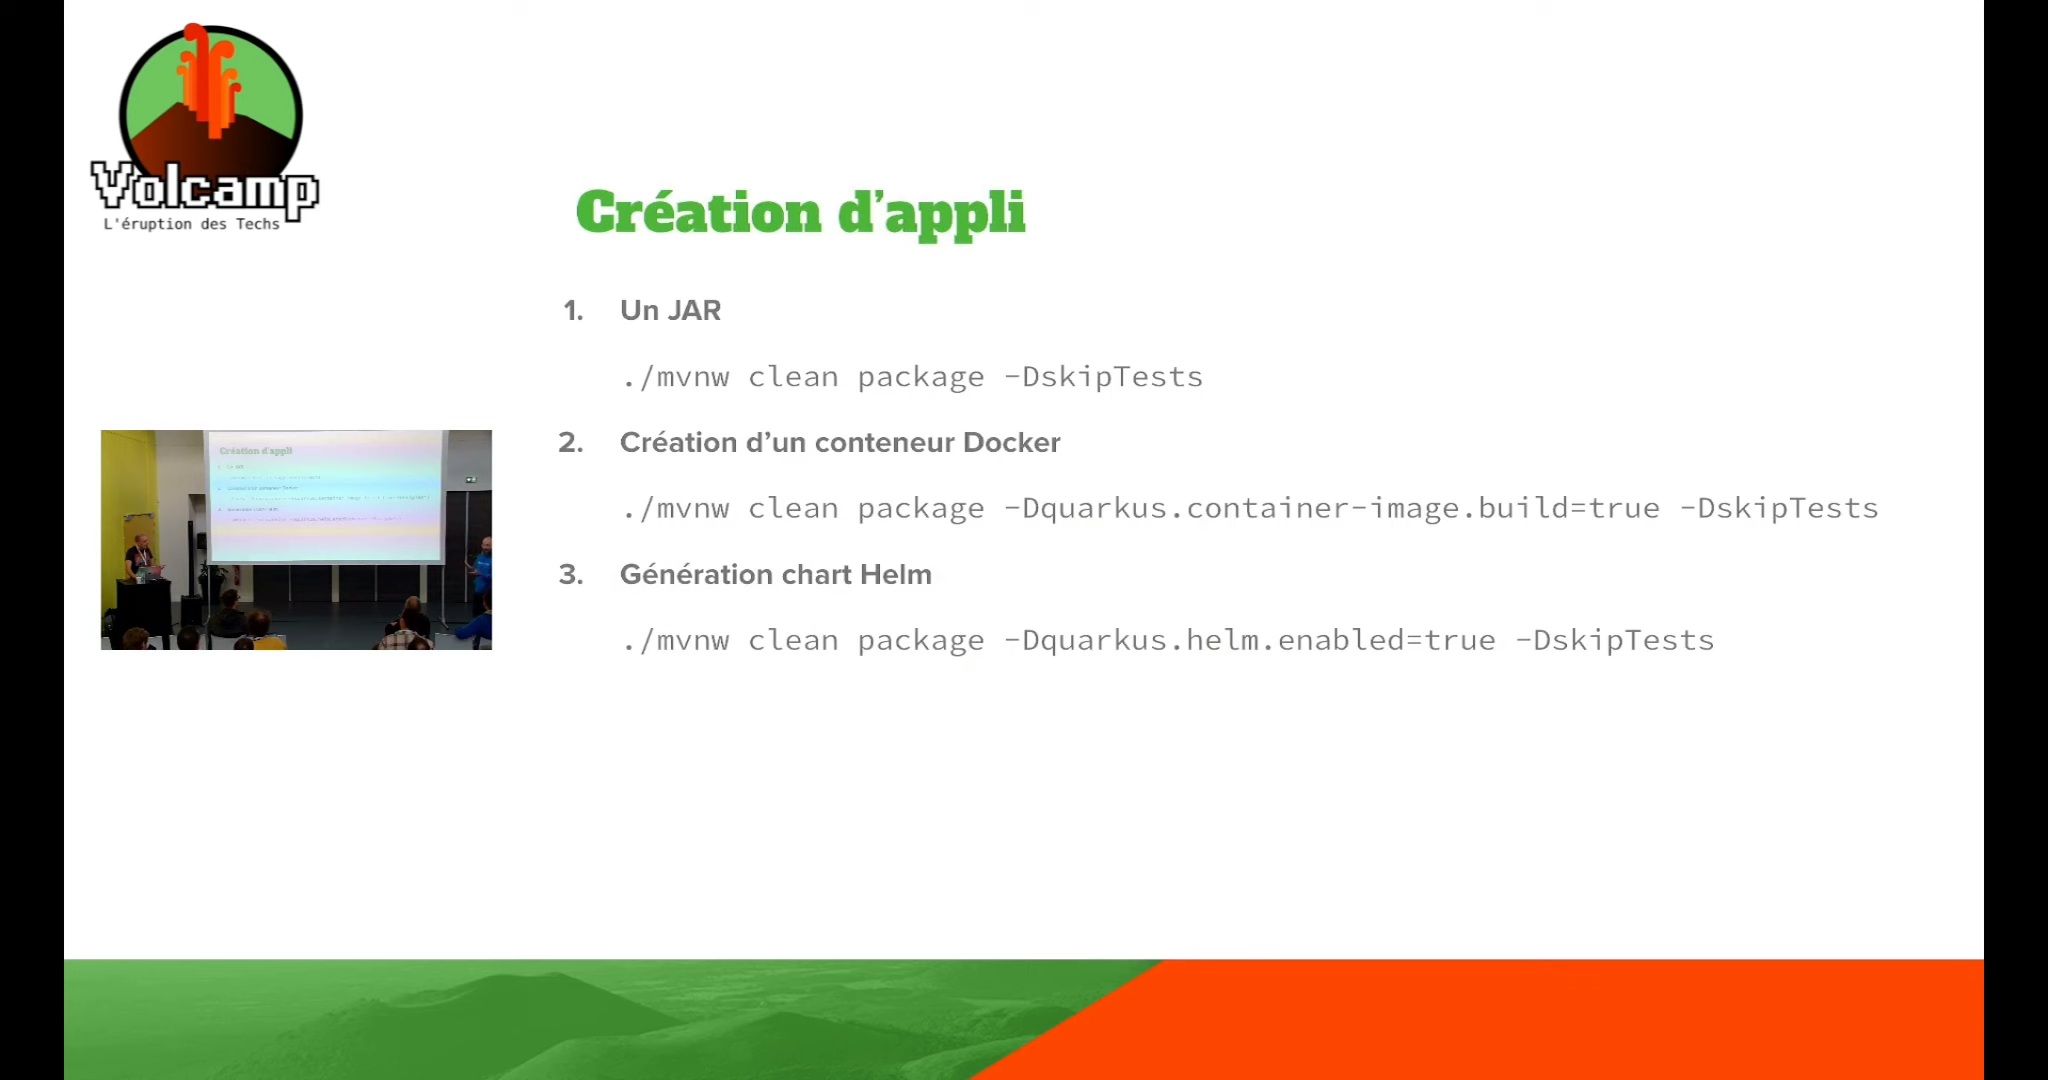 Volcamp
L'éruption des Techs
Création d'appli
1. Un JAR
./mvnw clean package -DskipTests
2. Création d'un conteneur Docker
./mvnw clean package -Dquarkus.container-image.build=true -DskipTests
3. Génération chart Helm
./mvnw clean package -Dquarkus.helm.enabled=true -DskipTests
Création d'appli